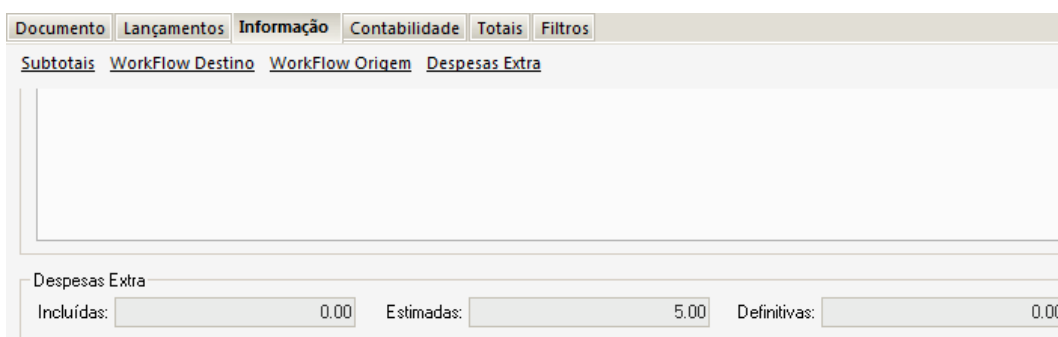 Documento Lançamentos Informação Contabilidade Totais Filtros
Subtotais WorkFlow Destino WorkFlow Origem Despesas Extra
Despesas Extra
Incluídas: 0.00 Estimadas: 5.00 Definitivas: 0.00